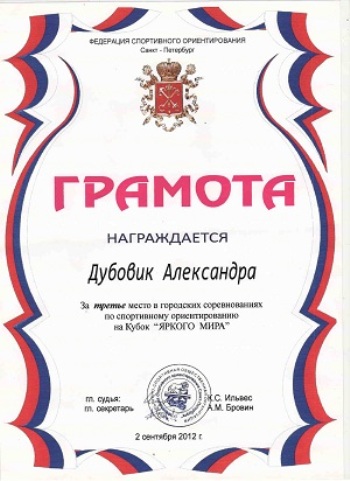 ФЕДЕРАЦИЯ СПОРТИВНОГО ОРИЕНТИРОВАНИЯ
Санкт - Петербург
ГРАМОТА
НАГРАЖДАЕТСЯ
Дубовик Александра
За третье место в городских соревнованиях
по спортивному ориентированию
на Кубок "ЯРКОГО МИРА"
гл. судья: К.С. Ильвес
гл. секретарь А.М. Бровин
2 сентября 2012 г.